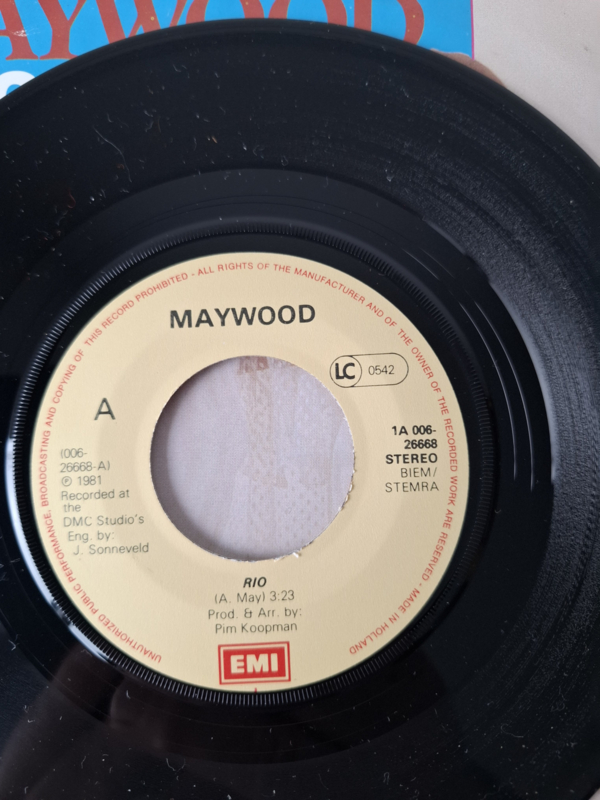 MAYWOOD
UNAUTHORIZED PUBLIC PERFORMANCE, BROADCASTING AND COPYING OF THIS RECORD PROHIBITED - ALL RIGHTS OF THE MANUFACTURER AND OF THE OWNER OF THE RECORDED WORK ARE RESERVED - MADE IN HOLLAND
MAYWOOD
LC 0542
A
1A 006-
26668
STEREO
BIEM/
STEMRA
(006-
26668-A)
℗ 1981
Recorded at
the
DMC Studio's
Eng. by:
J. Sonneveld
RIO
(A. May) 3:23
Prod. & Arr. by:
Pim Koopman
EMI